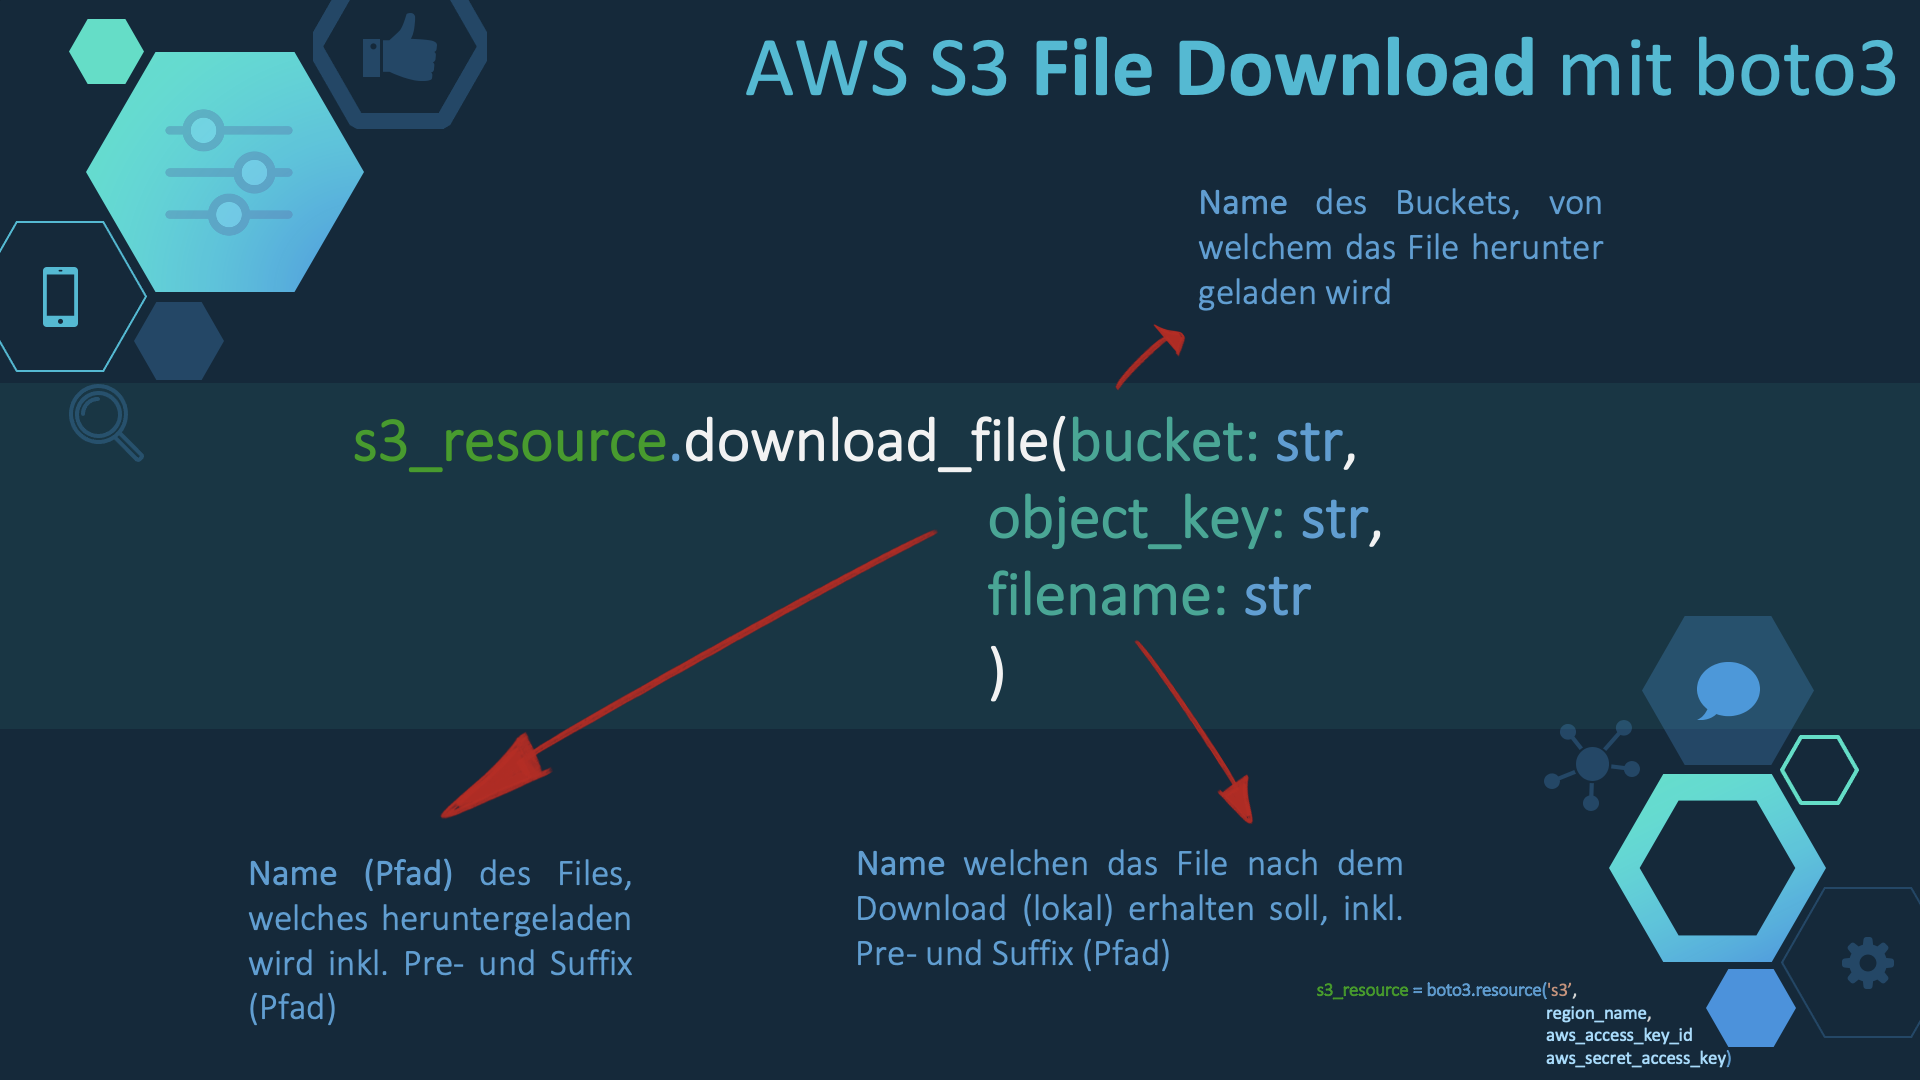 AWS S3 File Download mit boto3
Name des Buckets, von
welchem das File herunter
geladen wird
s3_resource.download_file(bucket: str,
object_key: str,
filename: str
)
Name (Pfad) des Files,
welches heruntergeladen
wird inkl. Pre- und Suffix
(Pfad)
Name welchen das File nach dem
Download (lokal) erhalten soll, inkl.
Pre- und Suffix (Pfad)
s3_resource = boto3.resource('s3’,
region_name,
aws_access_key_id
aws_secret_access_key)